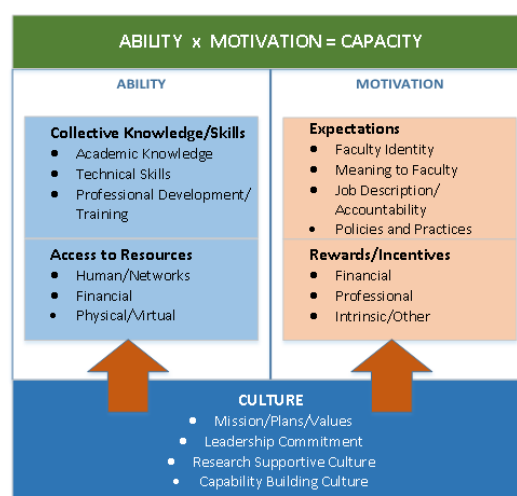 ABILITY x MOTIVATION = CAPACITY
ABILITY
Collective Knowledge/Skills
● Academic Knowledge
● Technical Skills
● Professional Development/
Training
Access to Resources
● Human/Networks
● Financial
• Physical/Virtual
MOTIVATION
Expectations
● Faculty Identity
● Meaning to Faculty
● Job Description/
Accountability
• Policies and Practices
Rewards/Incentives
● Financial
● Professional
● Intrinsic/Other
CULTURE
● Mission/Plans/Values
● Leadership Commitment
● Research Supportive Culture
• Capability Building Culture